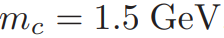 m_c = 1.5 GeV